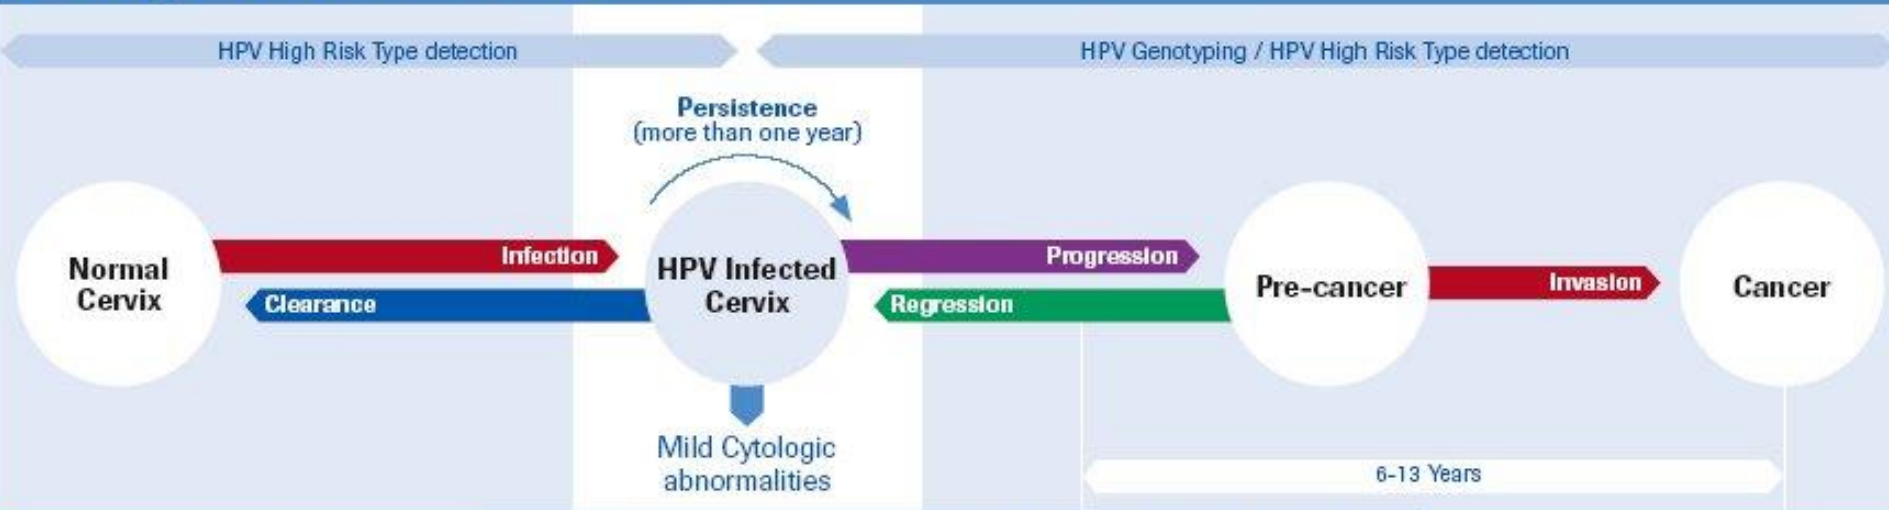 HPV High Risk Type detection
HPV Genotyping / HPV High Risk Type detection
Persistence
(more than one year)
Normal
Cervix
Infection
Clearance
HPV Infected
Cervix
Progression
Regression
Pre-cancer
Invasion
Cancer
Mild Cytologic
abnormalities
6-13 Years